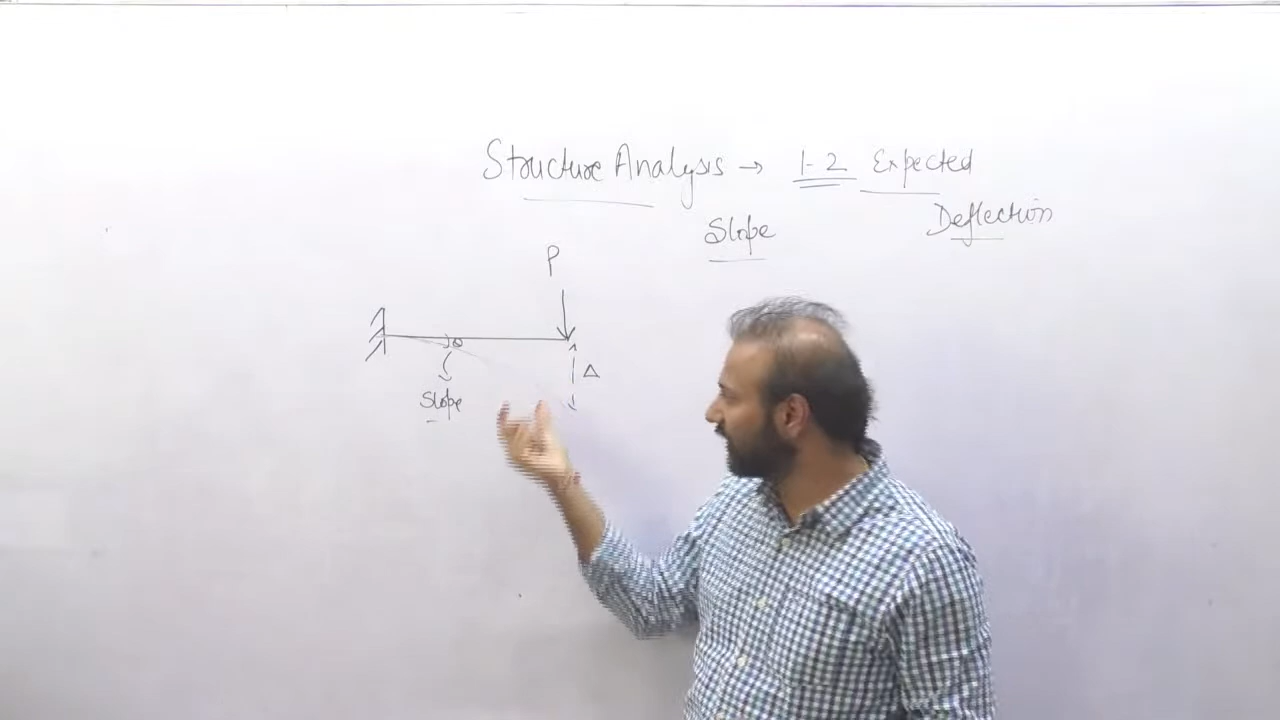 Structure Analysis → 1-2 Expected
Slope Deflection
P
θ
Δ
Slope